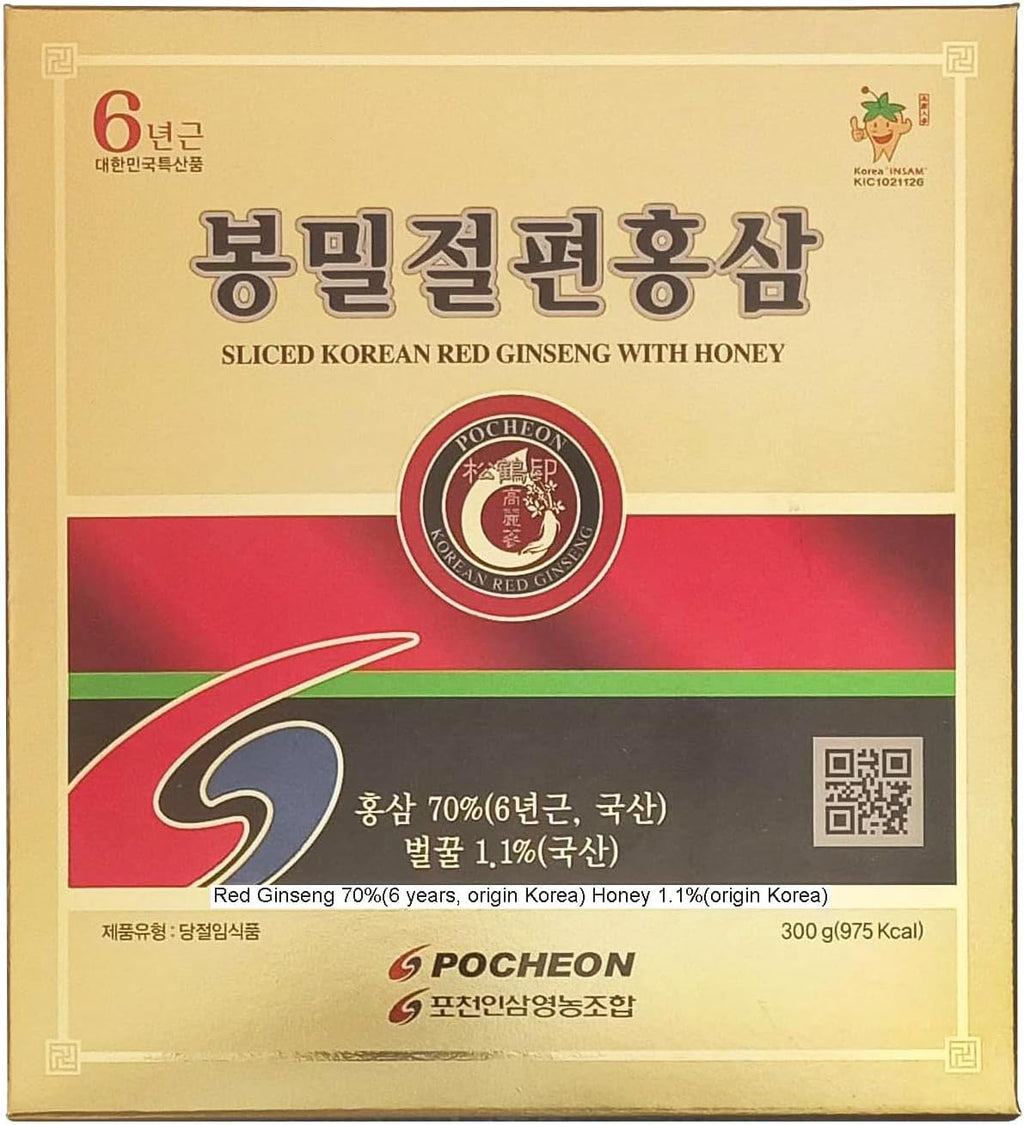 6년근
대한민국특산품
Korea "INSAM"
KIC1021126
봉밀절편홍삼
SLICED KOREAN RED GINSENG WITH HONEY
POCHEON
松鶴印
高
麗
蔘
KOREAN RED GINSENG
홍삼 70%(6년근, 국산)
벌꿀 1.1%(국산)
Red Ginseng 70%(6 years, origin Korea) Honey 1.1%(origin Korea)
제품유형 : 당절임식품
300 g(975 Kcal)
POCHEON
포천인삼영농조합